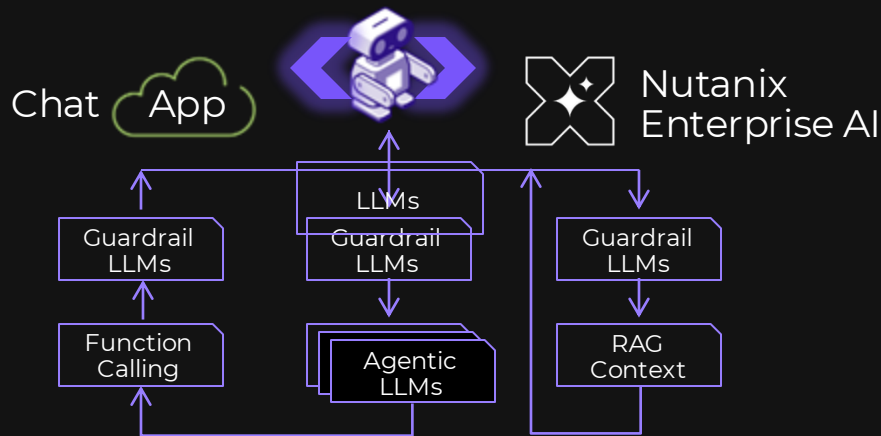 Chat App
Nutanix
Enterprise AI
LLMs
Guardrail
LLMs
Guardrail
LLMs
Guardrail
LLMs
Function
Calling
Agentic
LLMs
RAG
Context